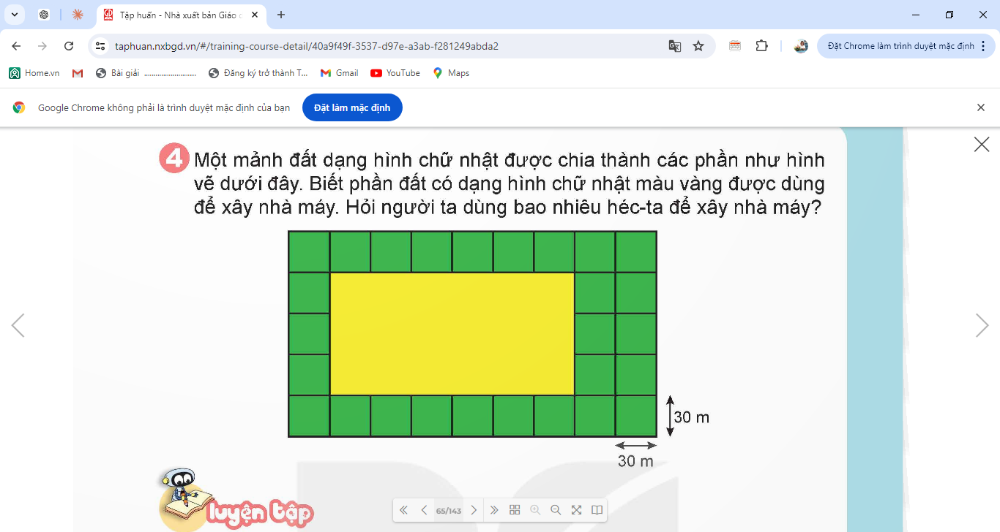 Tập huấn - Nhà xuất bản Giáo d
taphuan.nxbgd.vn/#/training-course-detail/40a9f49f-3537-d97e-a3ab-f281249abda2
Đặt Chrome làm trình duyệt mặc định
Home.vn
Bài giải ............................
Đăng ký trở thành T...
Gmail
YouTube
Maps
Google Chrome không phải là trình duyệt mặc định của bạn
Đặt làm mặc định
4 Một mảnh đất dạng hình chữ nhật được chia thành các phần như hình
vẽ dưới đây. Biết phần đất có dạng hình chữ nhật màu vàng được dùng
để xây nhà máy. Hỏi người ta dùng bao nhiêu héc-ta để xây nhà máy?
30 m
30 m
luyện tập
65/143